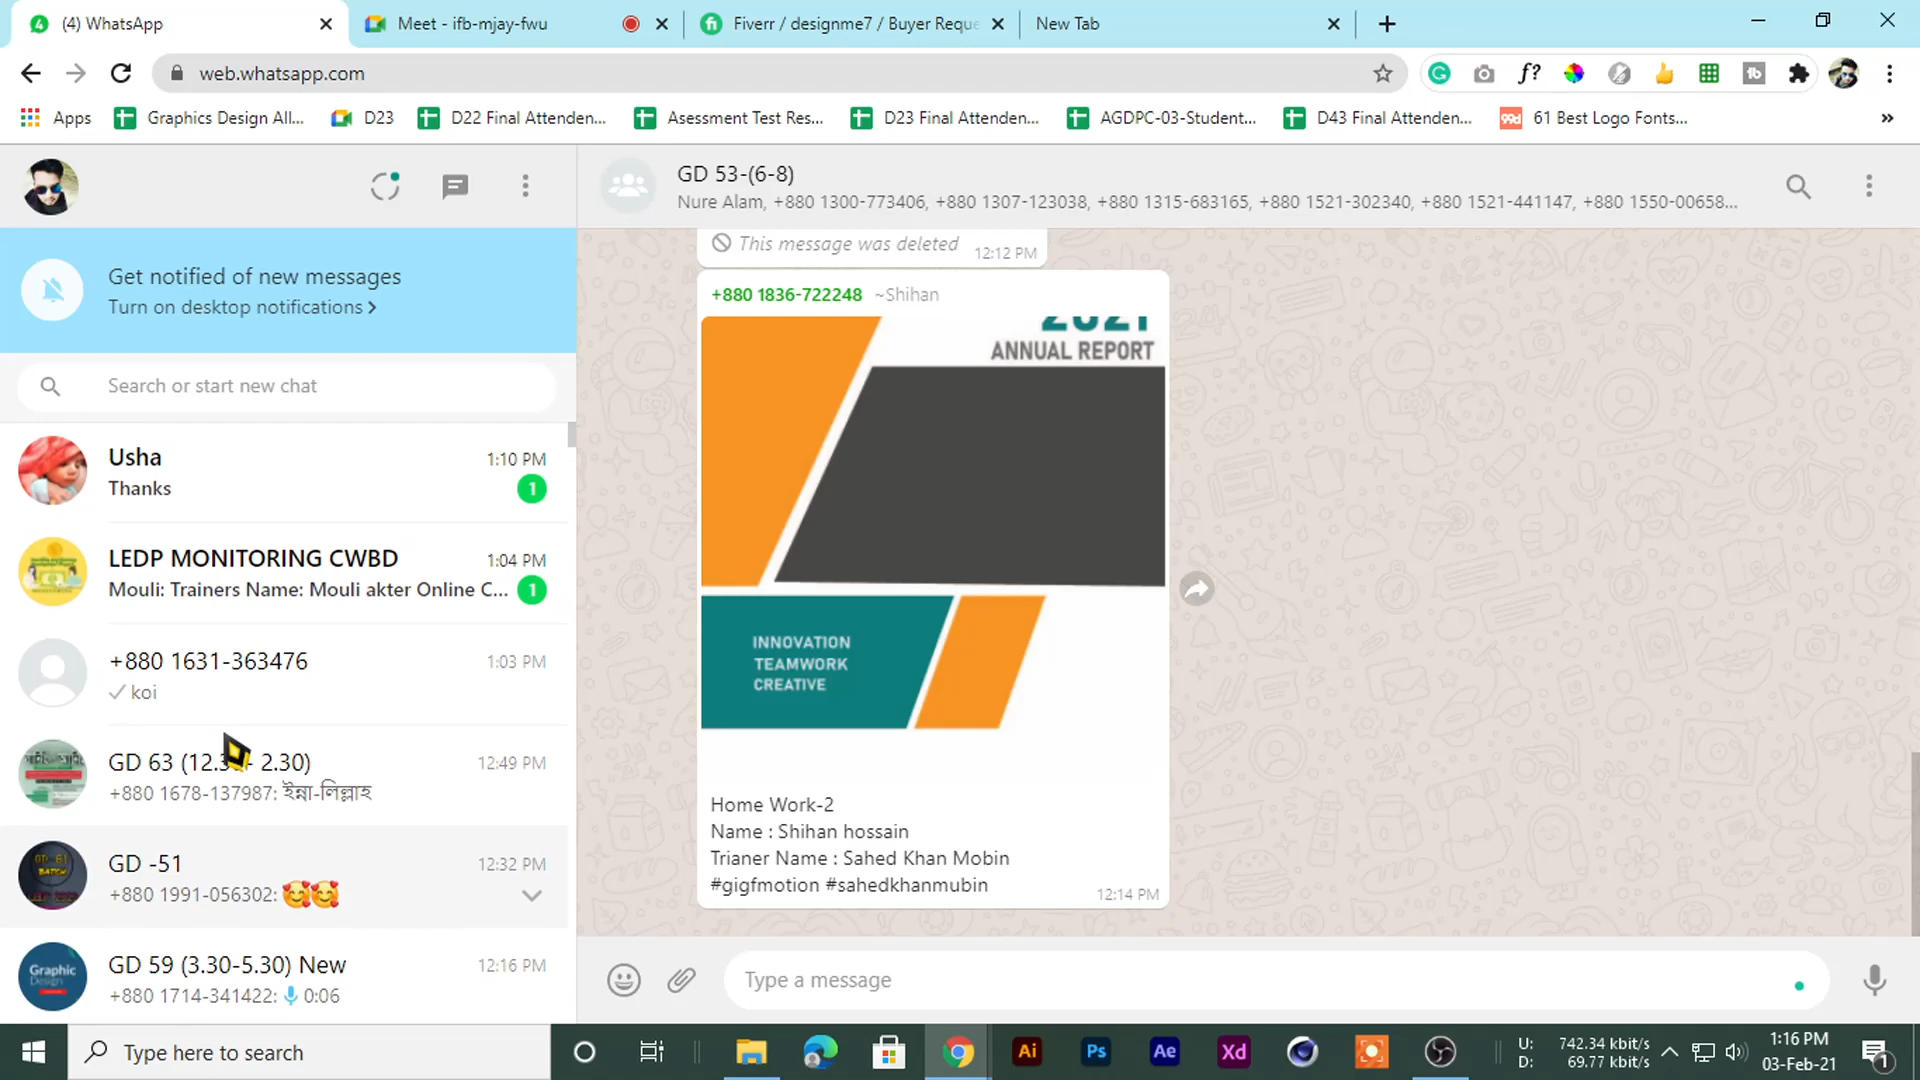 (4) WhatsApp
Meet - ifb-mjay-fwu
Fiverr / designme7 / Buyer Reque
New Tab
web.whatsapp.com
Apps
Graphics Design All...
D23
D22 Final Attenden...
Asessment Test Res...
D23 Final Attenden...
AGDPC-03-Student...
D43 Final Attenden...
61 Best Logo Fonts...
GD 53-(6-8)
Nure Alam, +880 1300-773406, +880 1307-123038, +880 1315-683165, +880 1521-302340, +880 1521-441147, +880 1550-00658...
Get notified of new messages
Turn on desktop notifications
Search or start new chat
Usha
1:10 PM
Thanks
1
LEDP MONITORING CWBD
1:04 PM
Mouli: Trainers Name: Mouli akter Online C...
1
+880 1631-363476
1:03 PM
koi
GD 63 (12.3 - 2.30)
12:49 PM
+880 1678-137987: ইন্না-লিল্লাহ
GD -51
12:32 PM
+880 1991-056302: 🥰🥰
GD 59 (3.30-5.30) New
12:16 PM
+880 1714-341422: 0:06
Graphic
Design
This message was deleted
12:12 PM
+880 1836-722248 ~Shihan
2021
ANNUAL REPORT
INNOVATION
TEAMWORK
CREATIVE
Home Work-2
Name : Shihan hossain
Trianer Name : Sahed Khan Mobin
#gigfmotion #sahedkhanmubin
12:14 PM
Type a message
Type here to search
Ai
Ps
Ae
Xd
U: 742.34 kbit/s
D: 69.77 kbit/s
1:16 PM
03-Feb-21
1